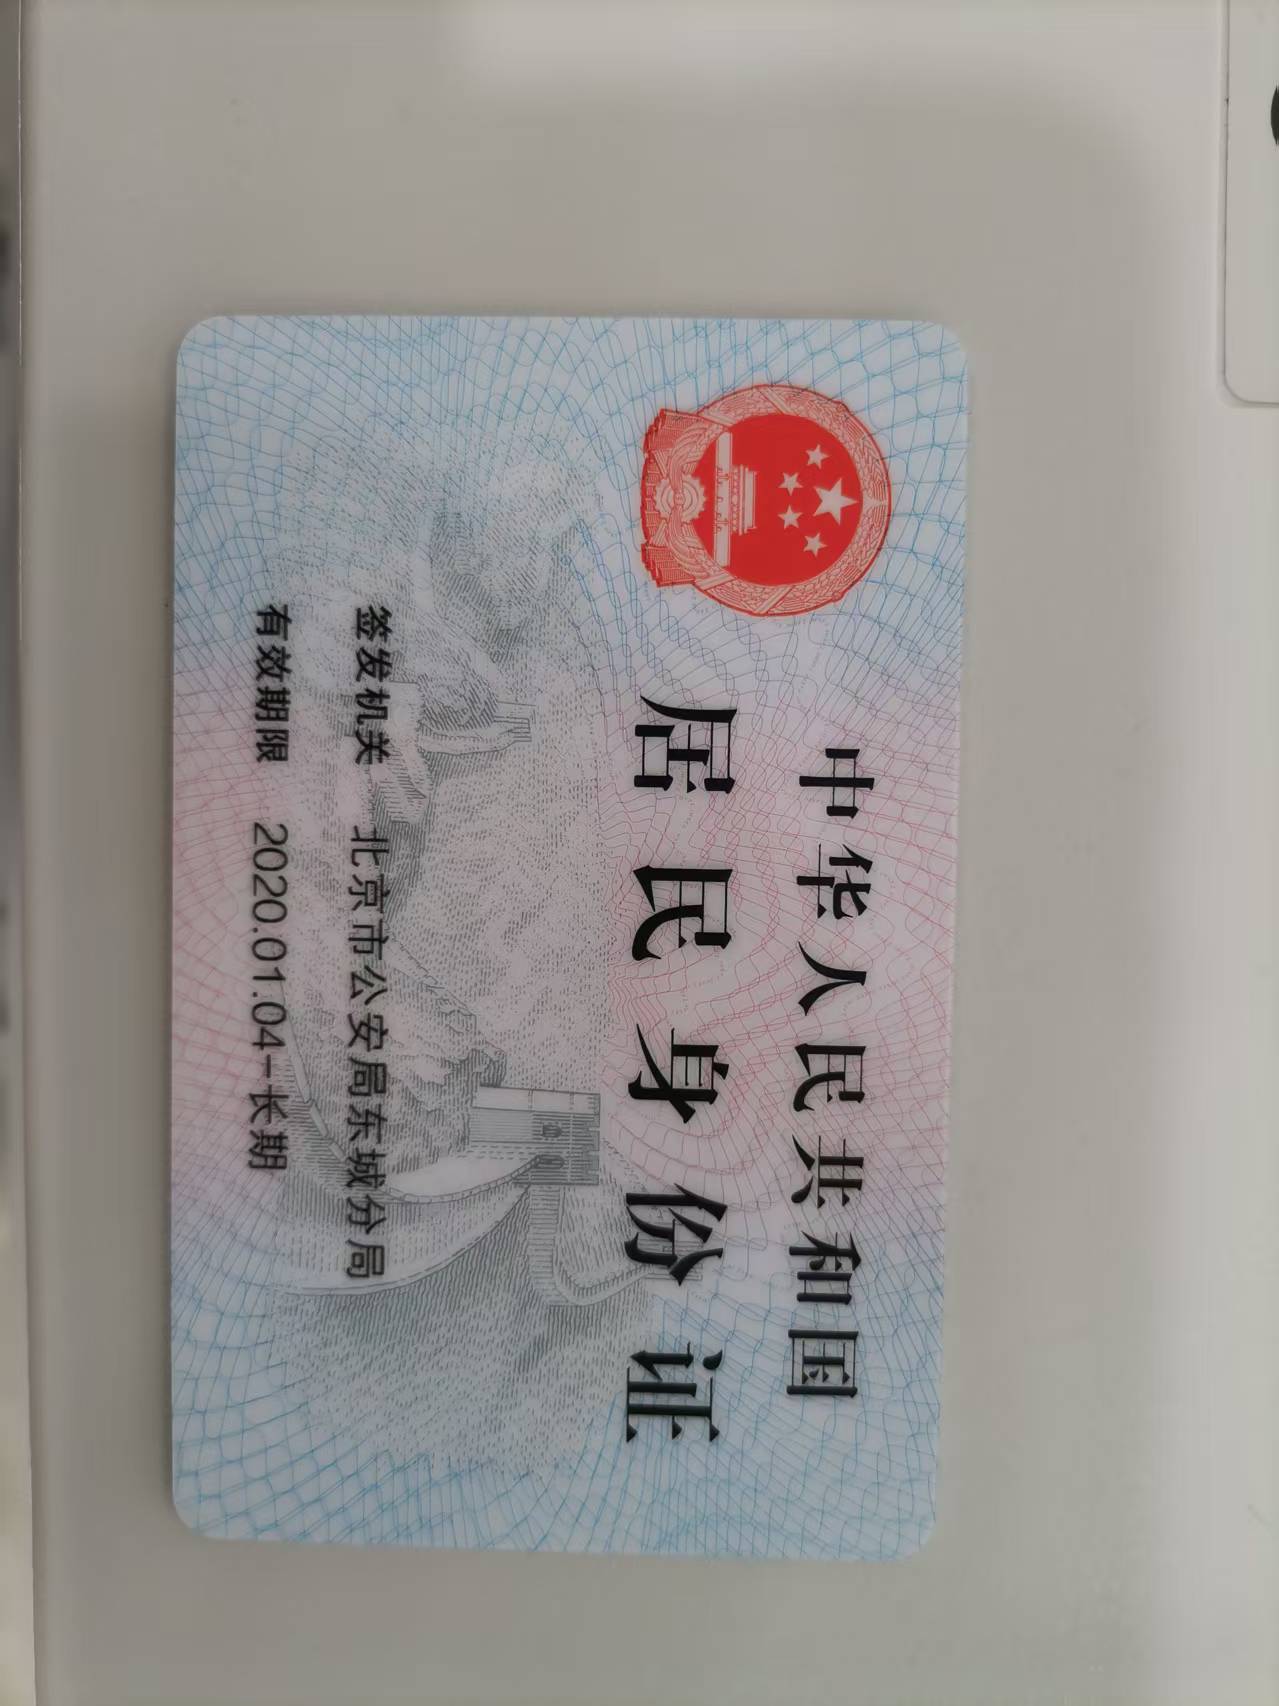 中华人民共和国
居民身份证
签发机关 北京市公安局东城分局
有效期限 2020.01.04-长期